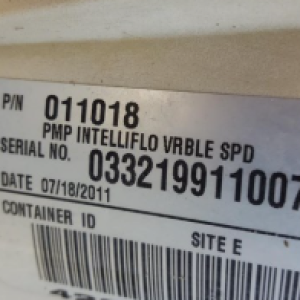 P/N 011018
PMP INTELLIFLO VRBLE SPD
SERIAL NO. 033219911007
DATE 07/18/2011
CONTAINER ID
SITE E